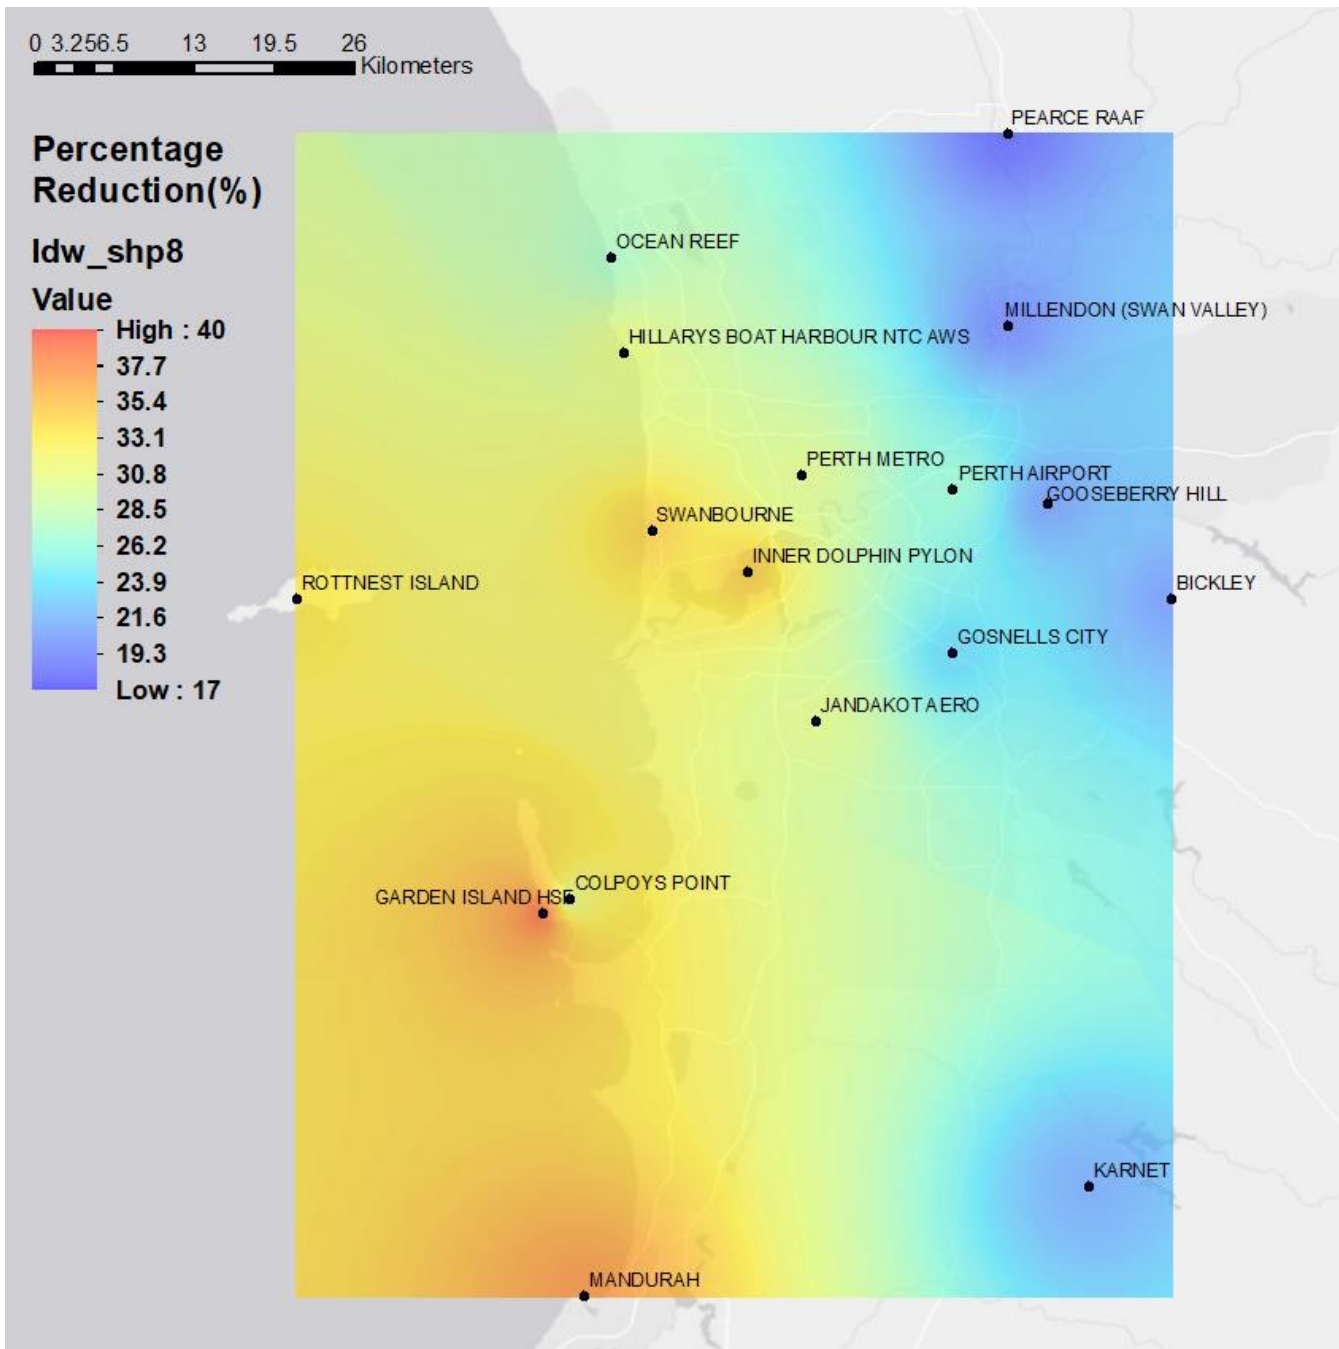 0 3.256.5 13 19.5 26
Kilometers
Percentage
Reduction(%)
Idw_shp8
Value
High : 40
37.7
35.4
33.1
30.8
28.5
26.2
23.9
21.6
19.3
Low : 17
PEARCE RAAF
OCEAN REEF
MILLENDON (SWAN VALLEY)
HILLARYS BOAT HARBOUR NTC AWS
PERTH METRO
PERTH AIRPORT
GOOSEBERRY HILL
SWANBOURNE
INNER DOLPHIN PYLON
ROTTNEST ISLAND
BICKLEY
GOSNELLS CITY
JANDAKOT AERO
COLPOYS POINT
GARDEN ISLAND HSF
KARNET
MANDURAH